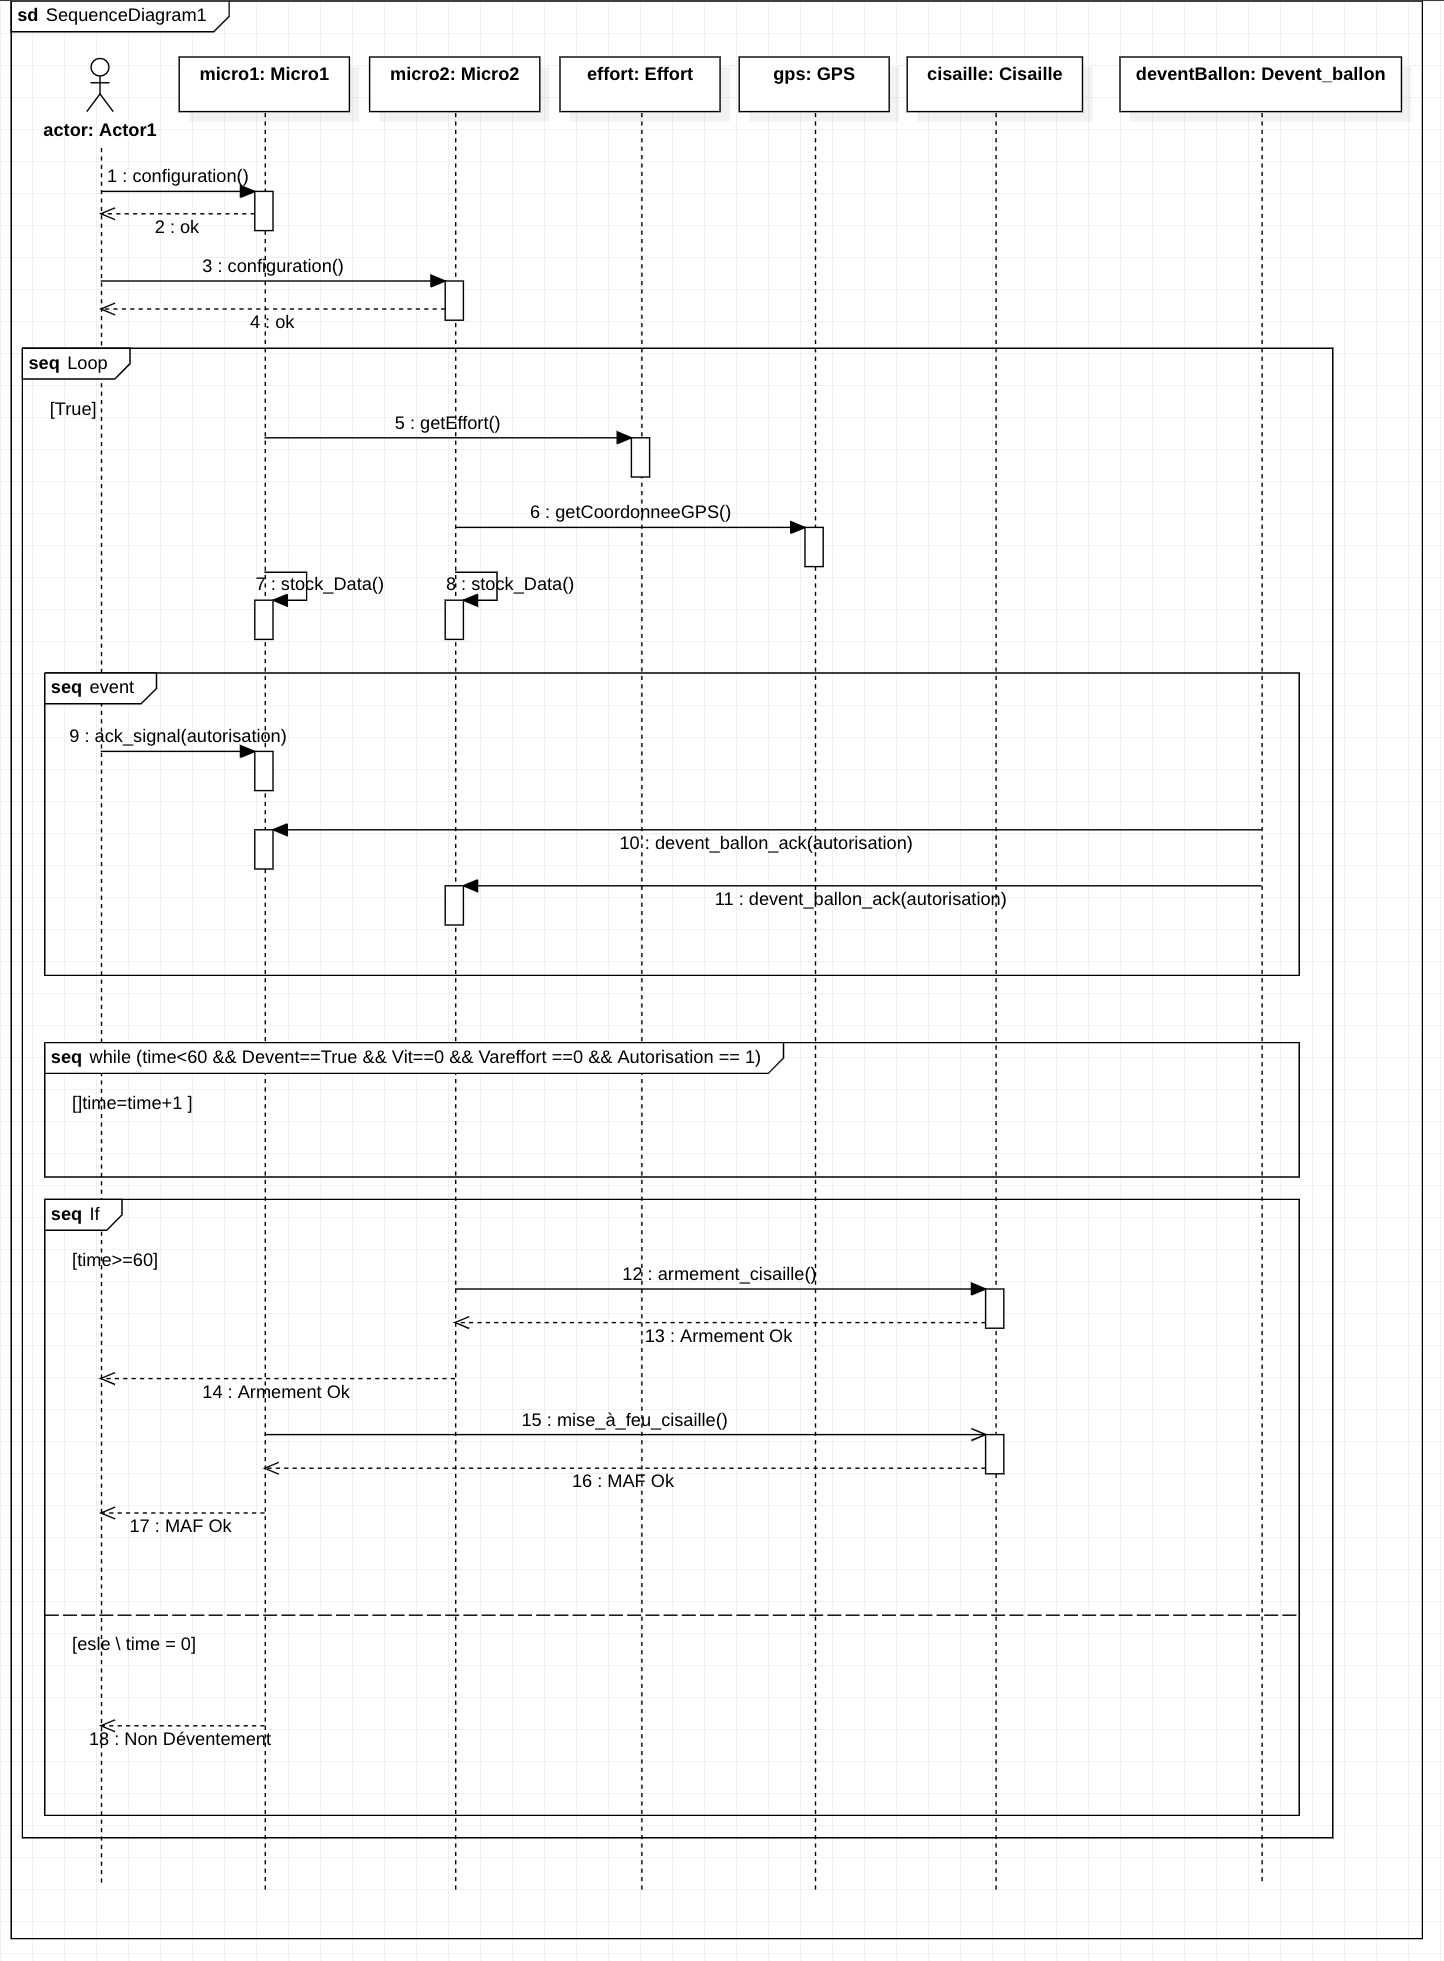 sd SequenceDiagram1
micro1: Micro1
micro2: Micro2
effort: Effort
gps: GPS
cisaille: Cisaille
deventBallon: Devent_ballon
actor: Actor1
1 : configuration()
2 : ok
3 : configuration()
4 : ok
seq Loop
[True]
5 : getEffort()
6 : getCoordonneeGPS()
7 : stock_Data()
8 : stock_Data()
seq event
9 : ack_signal(autorisation)
10 : devent_ballon_ack(autorisation)
11 : devent_ballon_ack(autorisation)
seq while (time<60 && Devent==True && Vit==0 && Vareffort ==0 && Autorisation == 1)
[]time=time+1 ]
seq If
[time>=60]
12 : armement_cisaille()
13 : Armement Ok
14 : Armement Ok
15 : mise_à_feu_cisaille()
16 : MAF Ok
17 : MAF Ok
[esle \ time = 0]
18 : Non Déventement